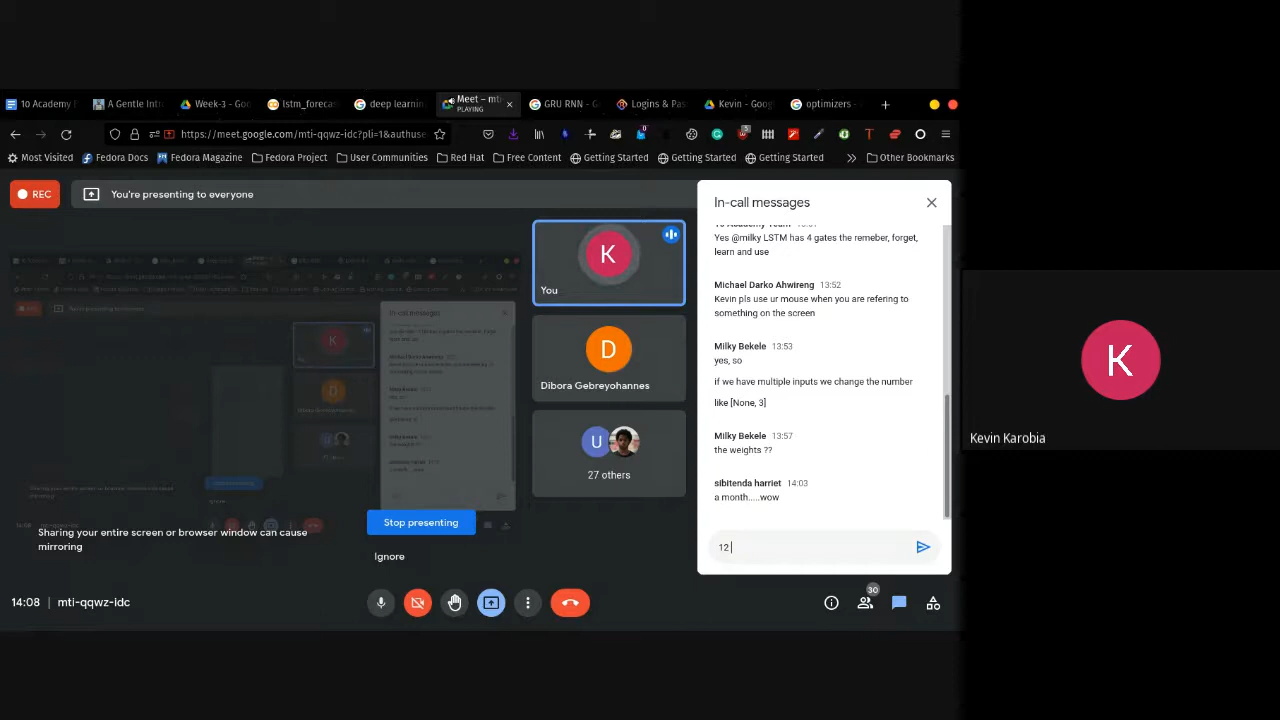 10 Academy
A Gentle Int
Week-3 - Goo
lstm_forecas
deep learnin
Meet – mt
PLAYING
GRU RNN - G
Logins & Pas
Kevin - Goog
optimizers -
https://meet.google.com/mti-qqwz-idc?pli=1&authuse
Most Visited
Fedora Docs
Fedora Magazine
Fedora Project
User Communities
Red Hat
Free Content
Getting Started
Getting Started
Getting Started
Other Bookmarks
REC
You're presenting to everyone
K
You
D
Dibora Gebreyohannes
U
27 others
Sharing your entire screen or browser window can cause
mirroring
Stop presenting
Ignore
In-call messages
Yes @milky LSTM has 4 gates the remeber, forget,
learn and use
Michael Darko Ahwireng 13:52
Kevin pls use ur mouse when you are refering to
something on the screen
Milky Bekele 13:53
yes, so
if we have multiple inputs we change the number
like [None, 3]
Milky Bekele 13:57
the weights ??
sibitenda harriet 14:03
a month.....wow
12
14:08 | mti-qqwz-idc
30
K
Kevin Karobia